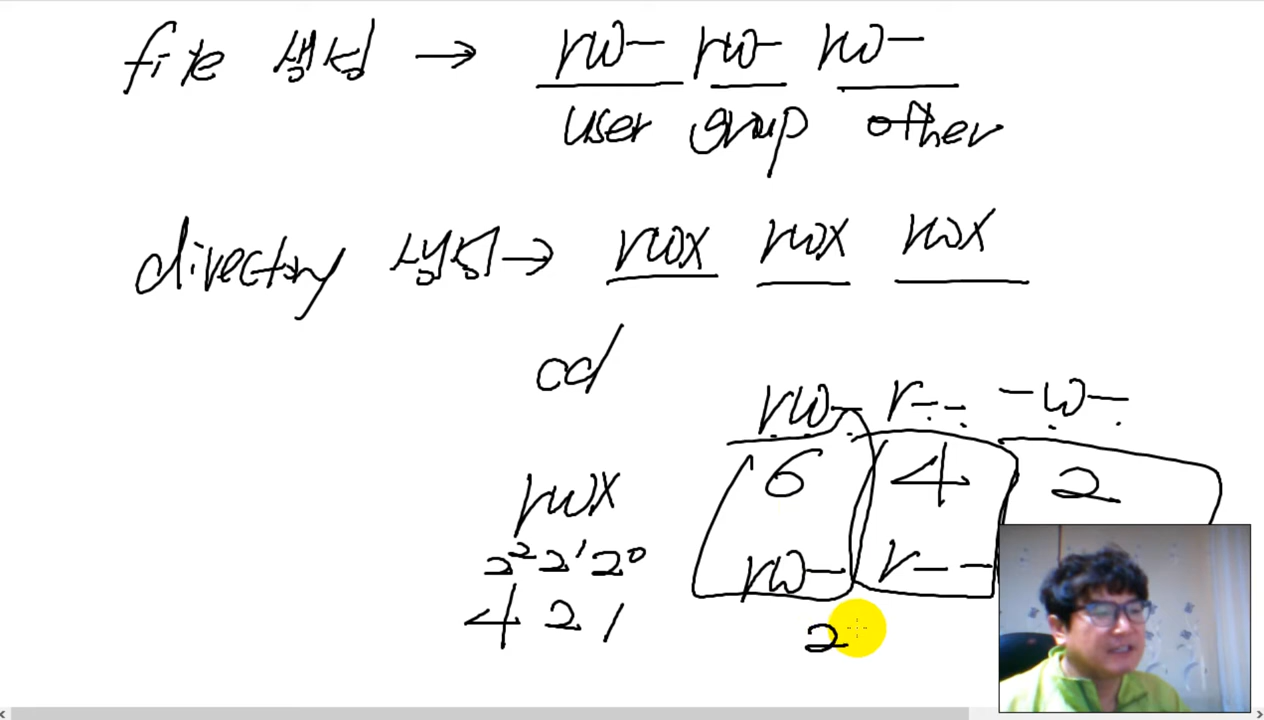 file 생성 → rw- rw- rw-
user group other
directory 생성 → rwx rwx rwx
cd
rw- r-- -w-
6 4 2
rwx
rw- r--
2² 2¹ 2⁰
4 2 1
2